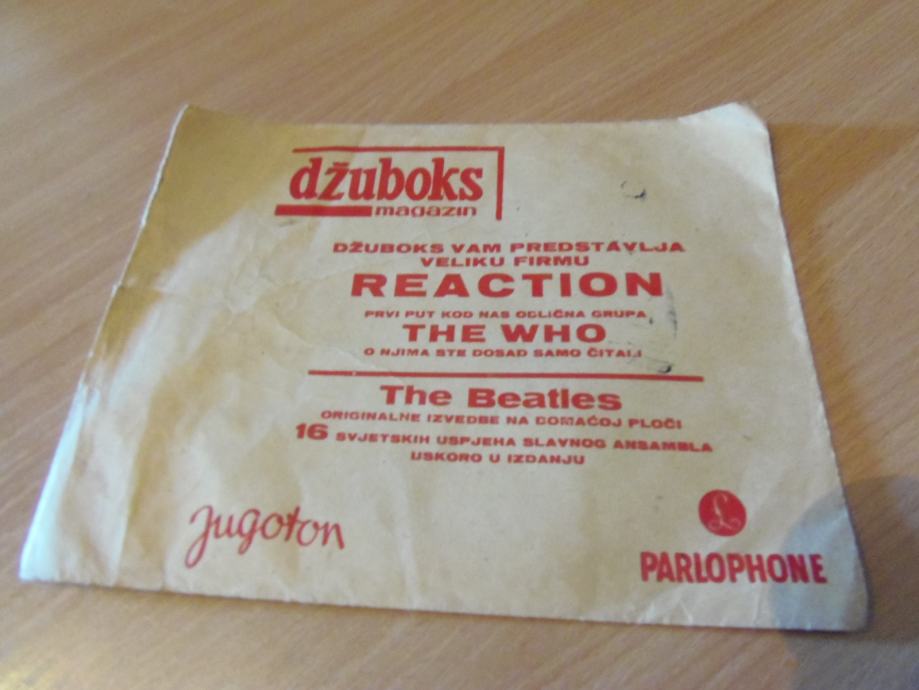 džuboks
magazin
DŽUBOKS VAM PREDSTAVLJA
VELIKU FIRMU
REACTION
PRVI PUT KOD NAS ODLIČNA GRUPA
THE WHO
O NJIMA STE DOSAD SAMO ČITALI
The Beatles
ORIGINALNE IZVEDBE NA DOMAĆOJ PLOČI
16 SVJETSKIH USPJEHA SLAVNOG ANSAMBLA
USKORO U IZDANJU
Jugoton
£
PARLOPHONE